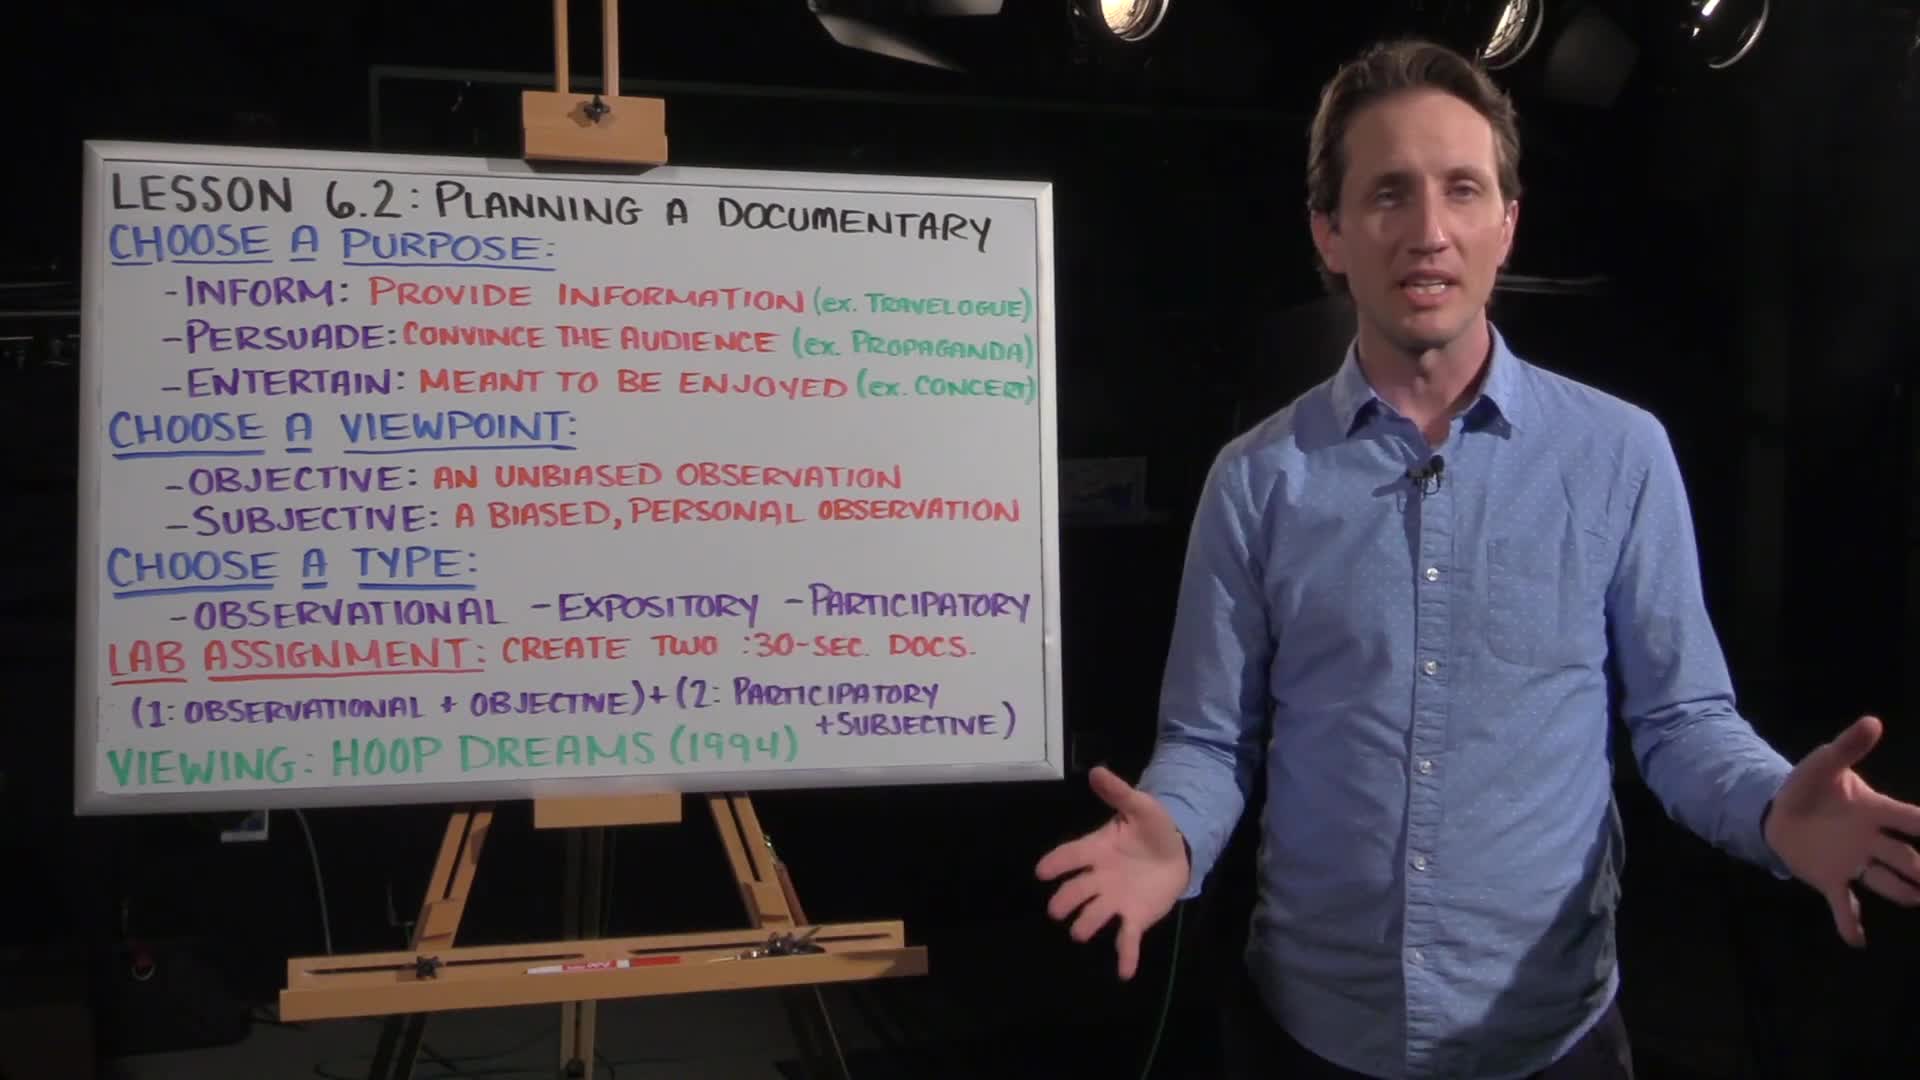 LESSON 6.2: PLANNING A DOCUMENTARY
CHOOSE A PURPOSE:
-INFORM: PROVIDE INFORMATION (ex. TRAVELOGUE)
-PERSUADE: CONVINCE THE AUDIENCE (ex. PROPAGANDA)
-ENTERTAIN: MEANT TO BE ENJOYED (ex. CONCERT)
CHOOSE A VIEWPOINT:
-OBJECTIVE: AN UNBIASED OBSERVATION
-SUBJECTIVE: A BIASED, PERSONAL OBSERVATION
CHOOSE A TYPE:
-OBSERVATIONAL -EXPOSITORY -PARTICIPATORY
LAB ASSIGNMENT: CREATE TWO :30-SEC. DOCS.
(1: OBSERVATIONAL + OBJECTIVE) + (2: PARTICIPATORY
+SUBJECTIVE)
VIEWING: HOOP DREAMS (1994)